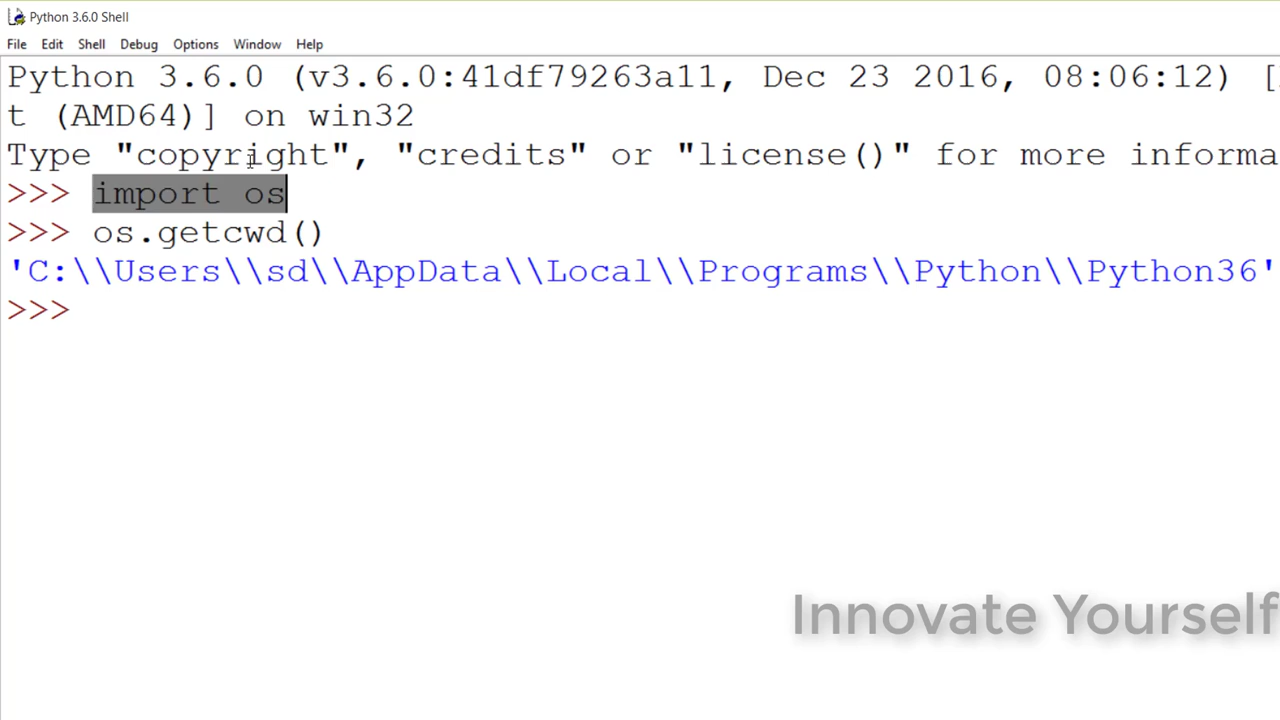 Python 3.6.0 Shell
File Edit Shell Debug Options Window Help
Python 3.6.0 (v3.6.0:41df79263a11, Dec 23 2016, 08:06:12) [
t (AMD64)] on win32
Type "copyright", "credits" or "license()" for more informa
>>> import os
>>> os.getcwd()
'C:\\Users\\sd\\AppData\\Local\\Programs\\Python\\Python36'
>>>
Innovate Yourself